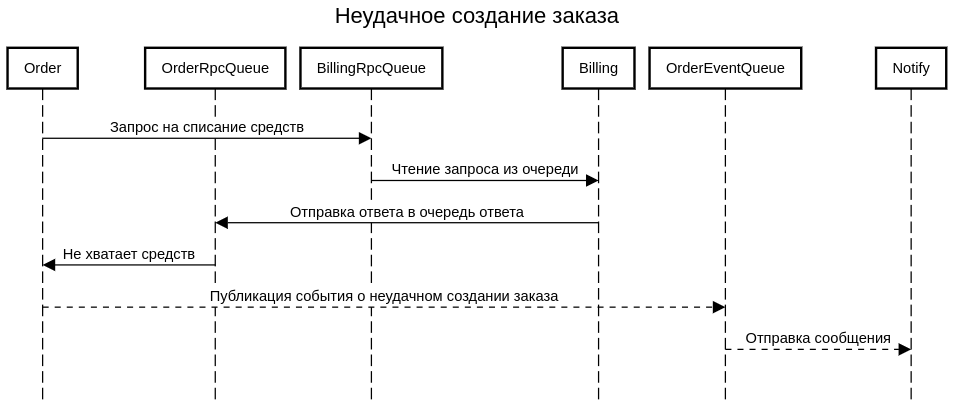 Неудачное создание заказа
Order
OrderRpcQueue
BillingRpcQueue
Billing
OrderEventQueue
Notify
Запрос на списание средств
Чтение запроса из очереди
Отправка ответа в очередь ответа
Не хватает средств
Публикация события о неудачном создании заказа
Отправка сообщения